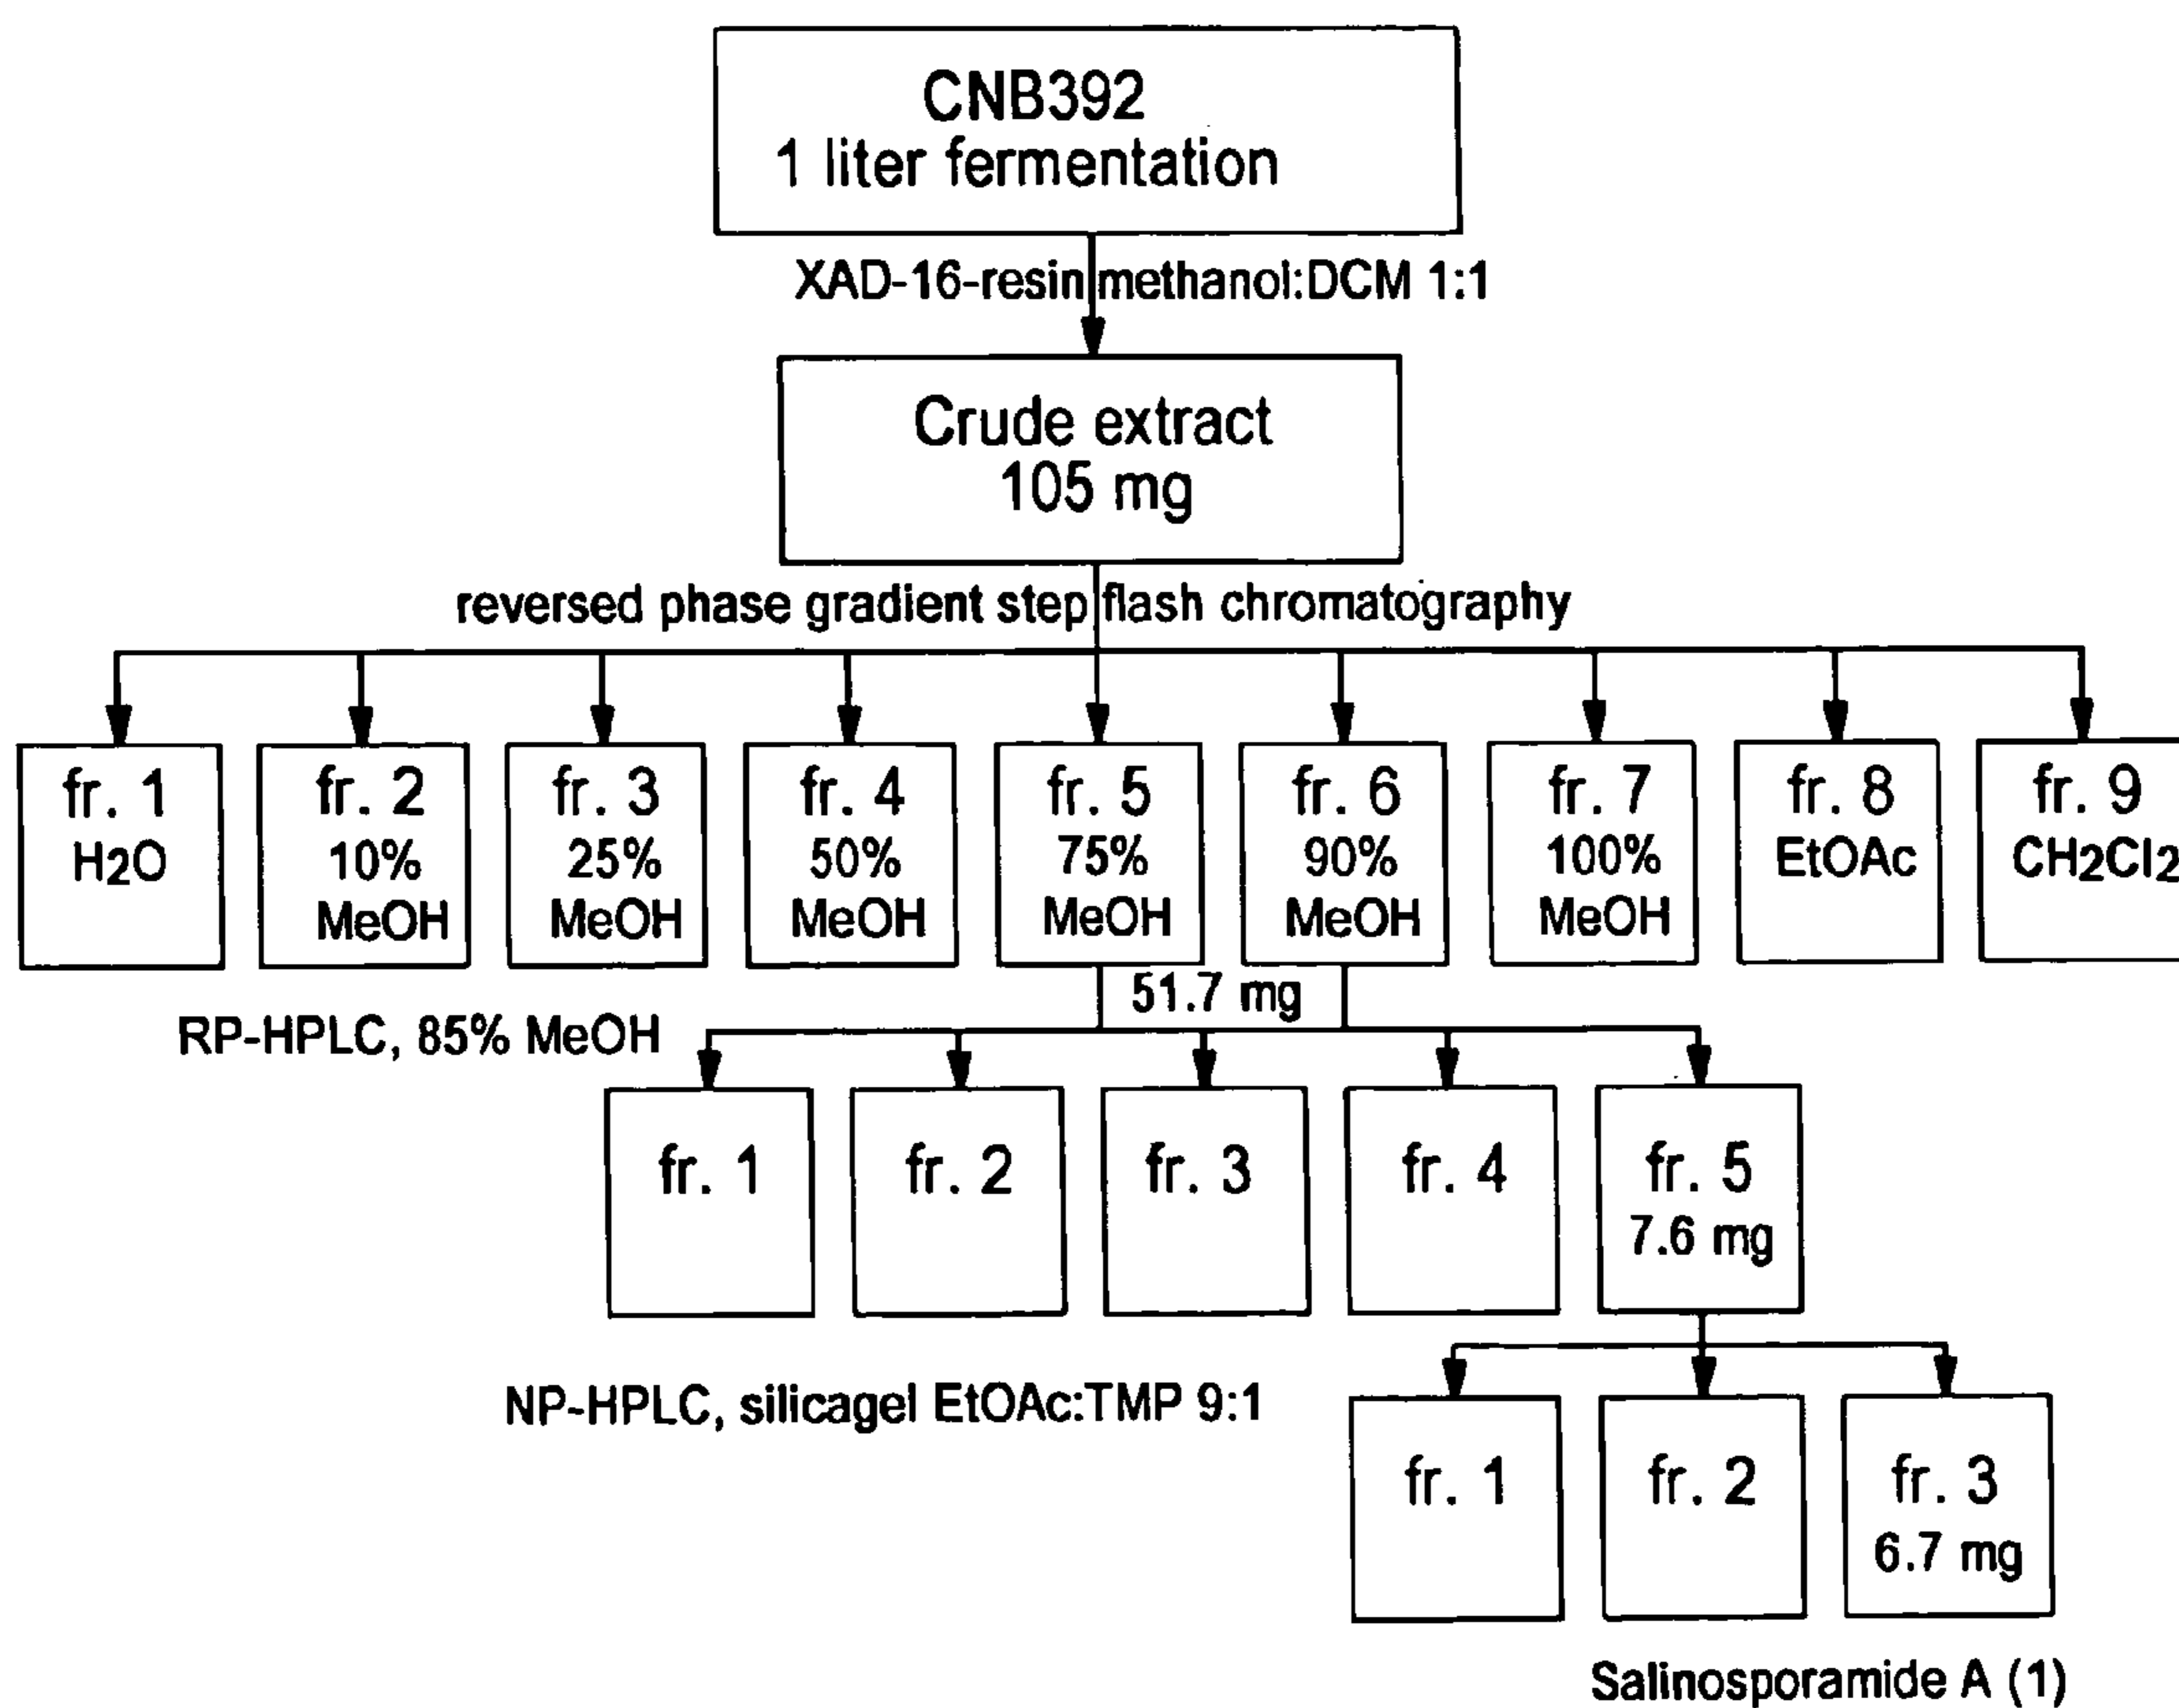 CNB392
1 liter fermentation
XAD-16-resin methanol:DCM 1:1
Crude extract
105 mg
reversed phase gradient step flash chromatography
fr. 1
H2O
fr. 2
10%
MeOH
fr. 3
25%
MeOH
fr. 4
50%
MeOH
fr. 5
75%
MeOH
fr. 6
90%
MeOH
fr. 7
100%
MeOH
fr. 8
EtOAc
fr. 9
CH2Cl2
51.7 mg
RP-HPLC, 85% MeOH
fr. 1
fr. 2
fr. 3
fr. 4
fr. 5
7.6 mg
NP-HPLC, silicagel EtOAc:TMP 9:1
fr. 1
fr. 2
fr. 3
6.7 mg
Salinosporamide A (1)